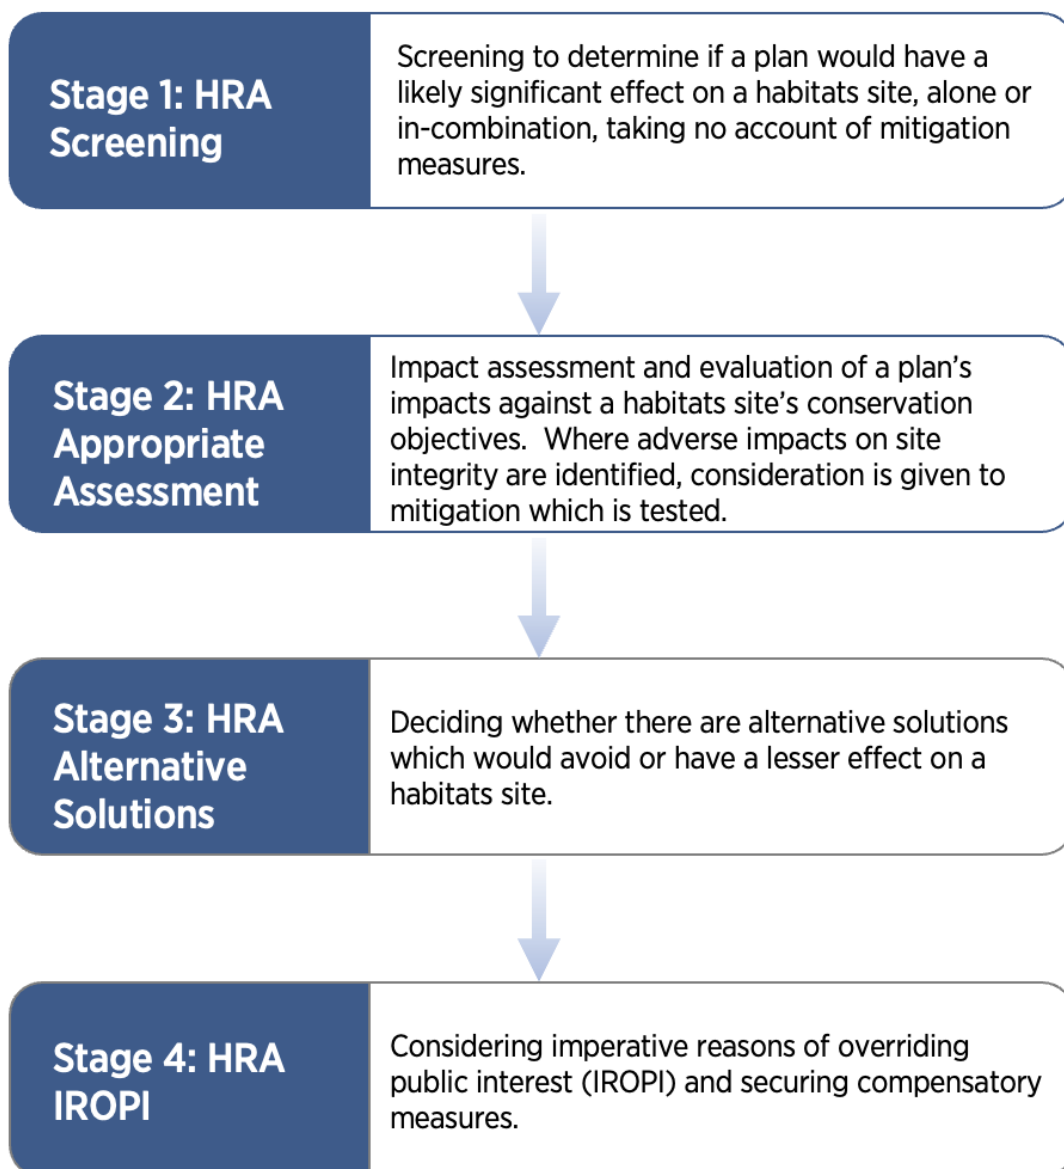 Stage 1: HRA
Screening
Screening to determine if a plan would have a
likely significant effect on a habitats site, alone or
in-combination, taking no account of mitigation
measures.
Stage 2: HRA
Appropriate
Assessment
Impact assessment and evaluation of a plan’s
impacts against a habitats site’s conservation
objectives.  Where adverse impacts on site
integrity are identified, consideration is given to
mitigation which is tested.
Stage 3: HRA
Alternative
Solutions
Deciding whether there are alternative solutions
which would avoid or have a lesser effect on a
habitats site.
Stage 4: HRA
IROPI
Considering imperative reasons of overriding
public interest (IROPI) and securing compensatory
measures.